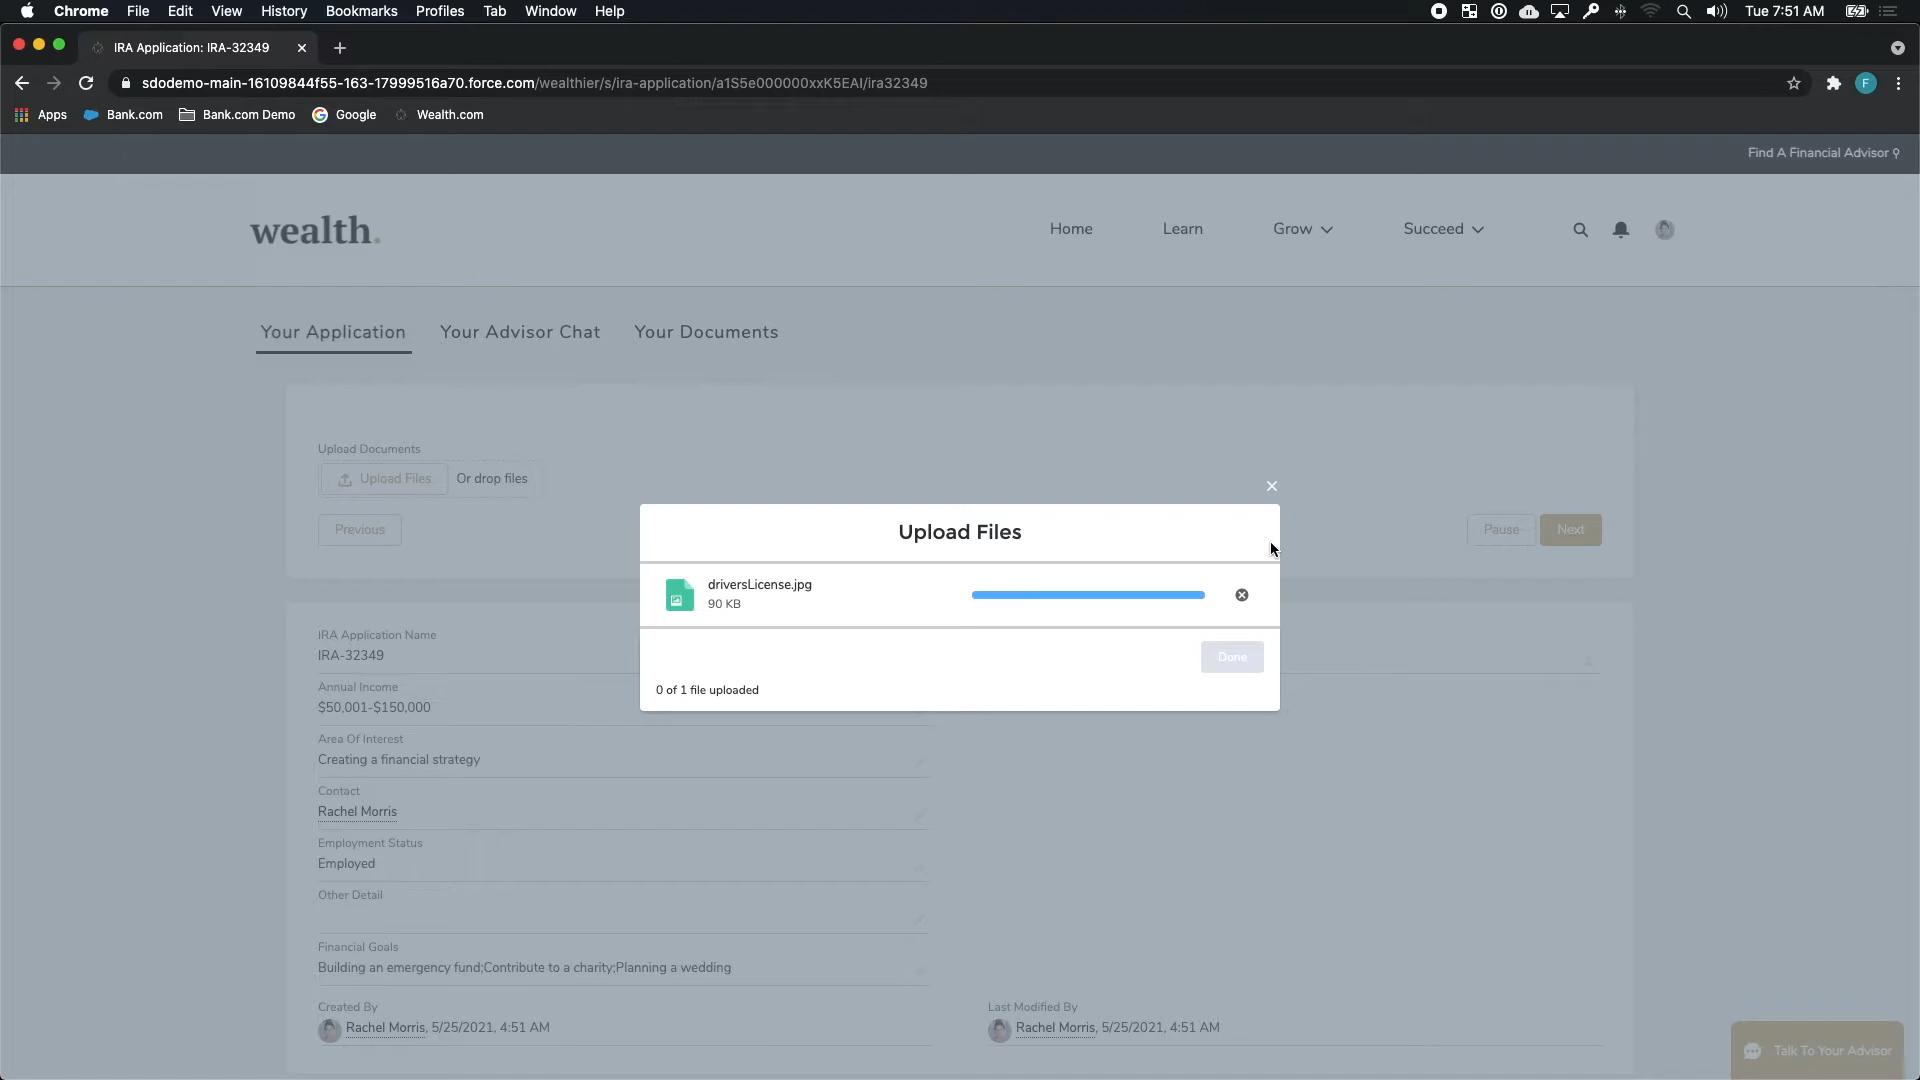 Chrome File Edit View History Bookmarks Profiles Tab Window Help Tue 7:51 AM
IRA Application: IRA-32349
sdodemo-main-16109844f55-163-17999516a70.force.com/wealthier/s/ira-application/a1S5e000000xxK5EAI/ira32349
F
Apps Bank.com Bank.com Demo Google Wealth.com
Find A Financial Advisor
wealth.
Home Learn Grow Succeed
Your Application Your Advisor Chat Your Documents
Upload Documents
Upload Files Or drop files
Previous
Pause Next
Upload Files
driversLicense.jpg
90 KB
Done
0 of 1 file uploaded
IRA Application Name
IRA-32349
Annual Income
$50,001-$150,000
Area Of Interest
Creating a financial strategy
Contact
Rachel Morris
Employment Status
Employed
Other Detail
Financial Goals
Building an emergency fund;Contribute to a charity;Planning a wedding
Created By
Rachel Morris, 5/25/2021, 4:51 AM
Last Modified By
Rachel Morris, 5/25/2021, 4:51 AM
Talk To Your Advisor